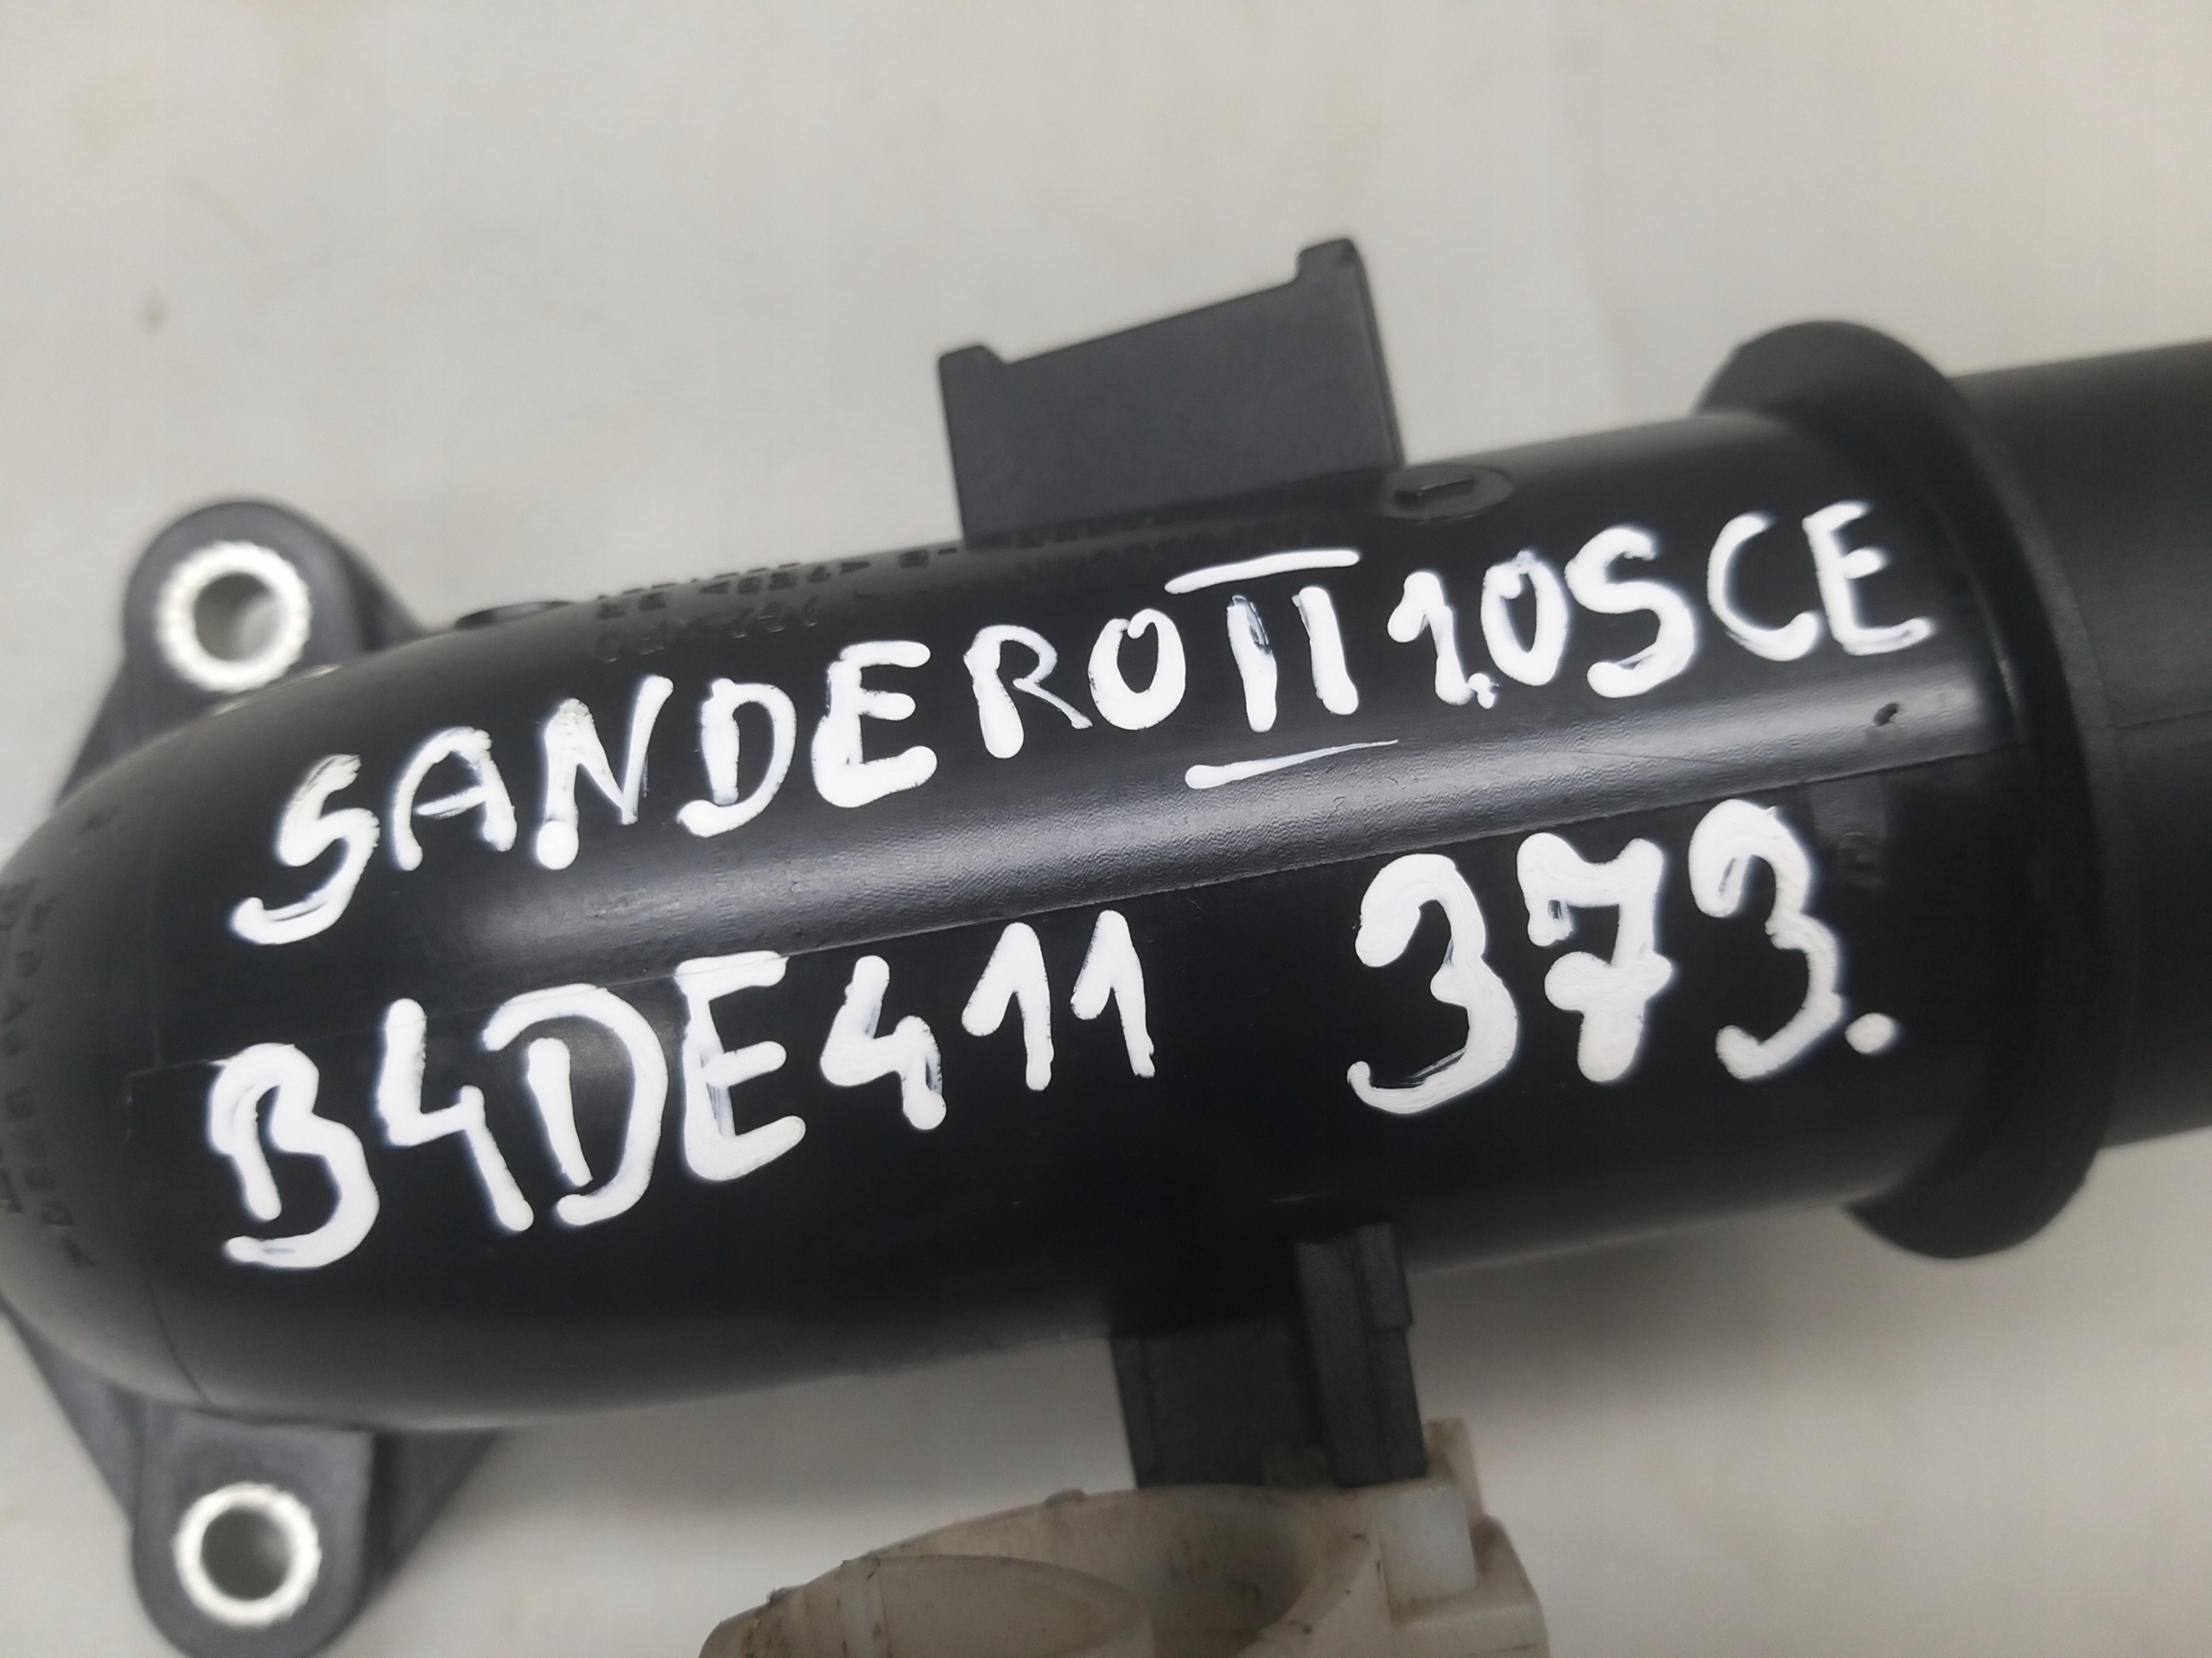 SANDERO II 1.0SCE
B4DE411 373.